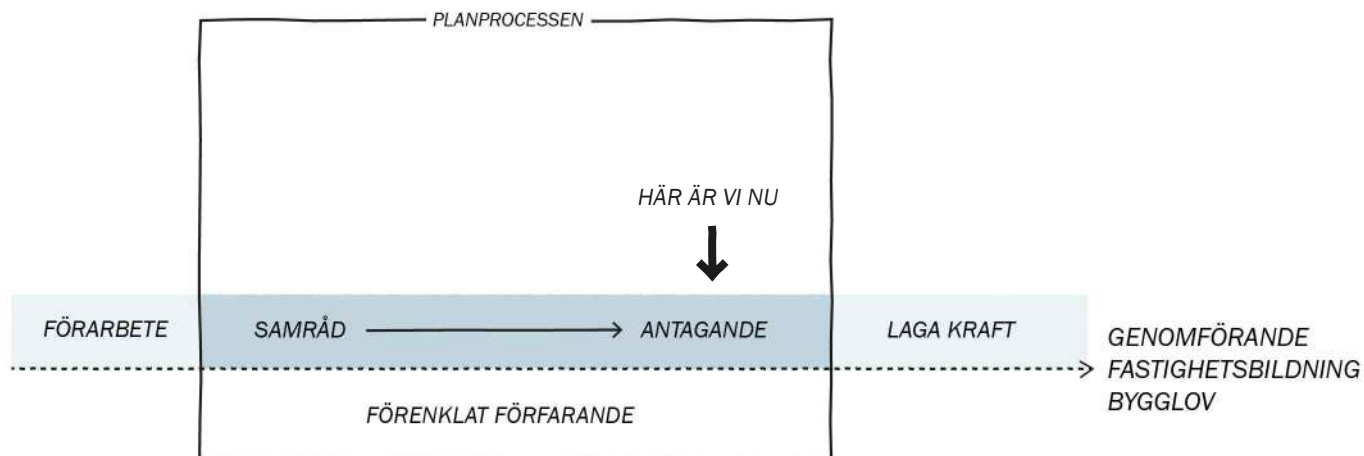 PLANPROCESSEN
HÄR ÄR VI NU
FÖRARBETE
SAMRÅD
ANTAGANDE
LAGA KRAFT
GENOMFÖRANDE
FASTIGHETSBILDNING
BYGGLOV
FÖRENKLAT FÖRFARANDE